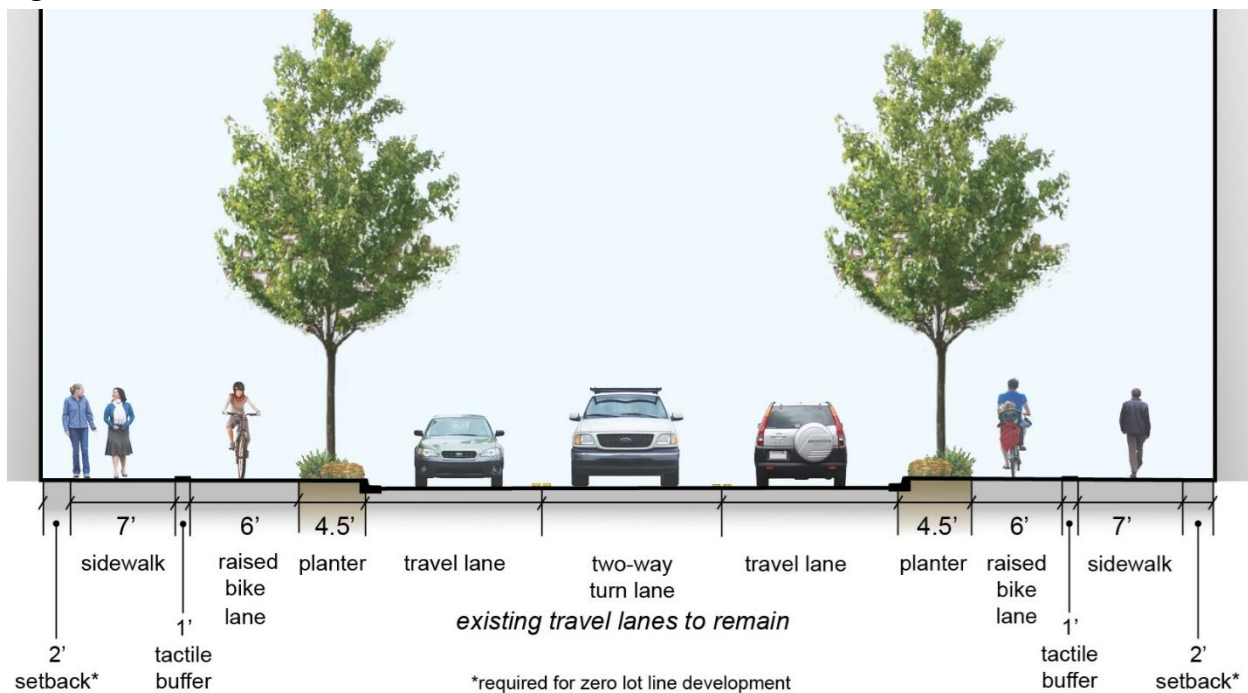 7’
6’
4.5’
4.5’
6’
7’
sidewalk
raised
bike
lane
planter
travel lane
two-way
turn lane
travel lane
planter
raised
bike
lane
sidewalk
existing travel lanes to remain
2’
setback*
1’
tactile
buffer
1’
tactile
buffer
2’
setback*
*required for zero lot line development